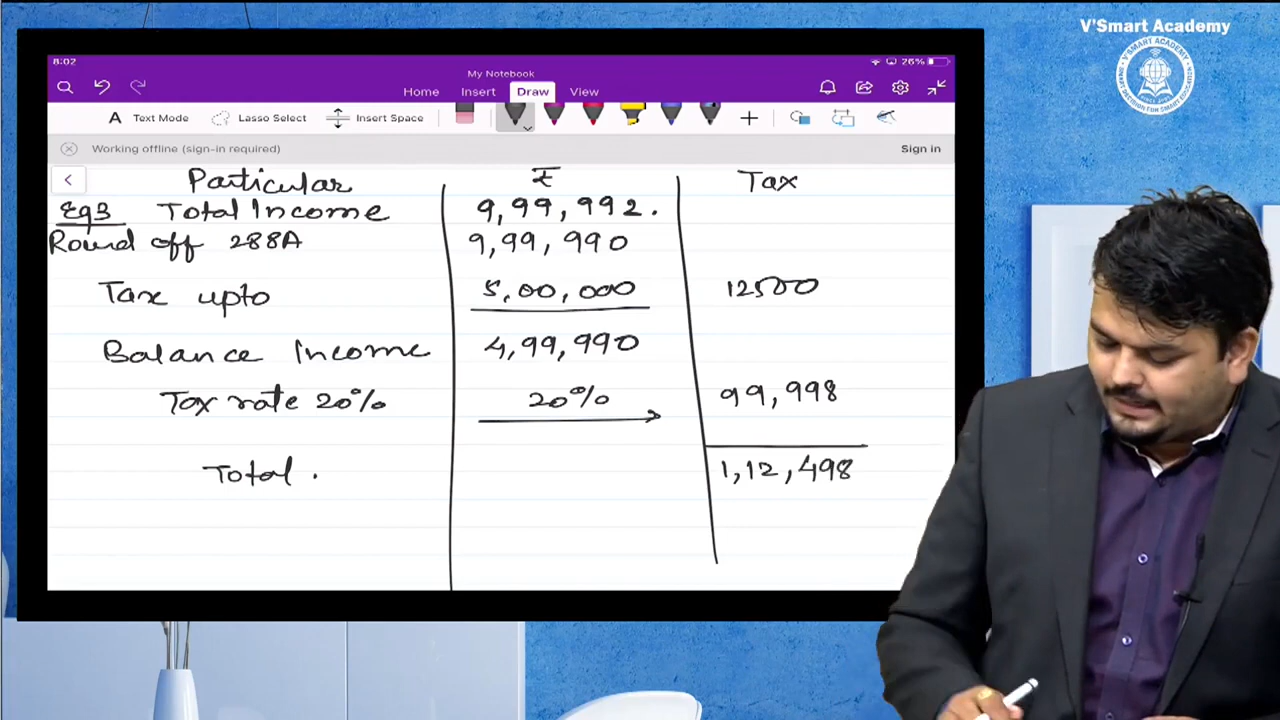 V'Smart Academy
8:02
26%
My Notebook
Home Insert Draw View
Text Mode Lasso Select Insert Space
Working offline (sign-in required) Sign in
Particular ₹ Tax
Eg3 Total Income 9,99,992.
Round off 288A 9,99,990
Tax upto 5,00,000 12500
Balance Income 4,99,990
Tax rate 20% 20% 99,998
Total . 1,12,498